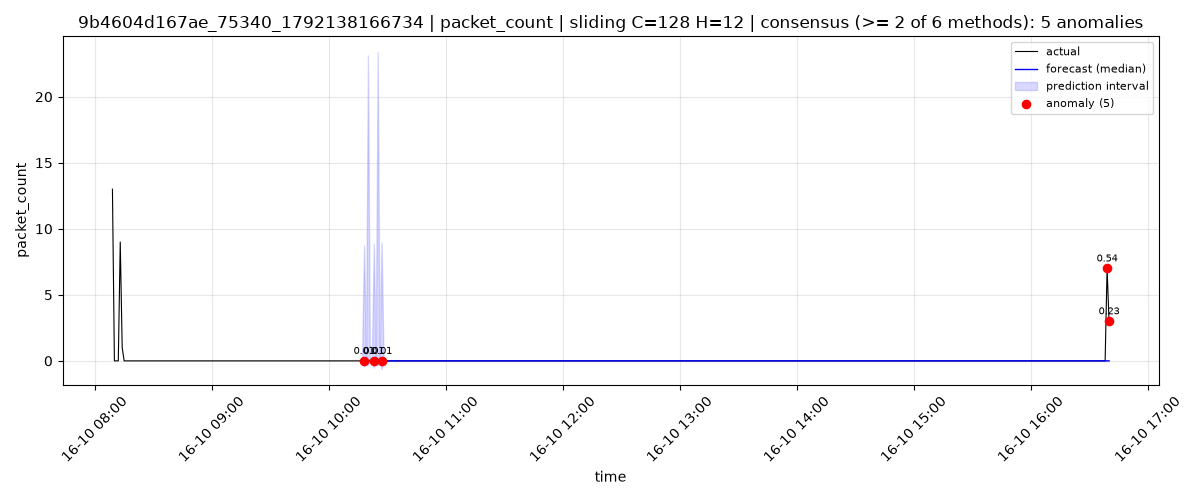 9b4604d167ae_75340_1792138166734 | packet_count | sliding C=128 H=12 | consensus (>= 2 of 6 methods): 5 anomalies
actual
forecast (median)
prediction interval
anomaly (5)
packet_count
20
15
10
5
0
0.54
0.23
16-10 08:00
16-10 09:00
16-10 10:00
16-10 11:00
16-10 12:00
16-10 13:00
16-10 14:00
16-10 15:00
16-10 16:00
16-10 17:00
time